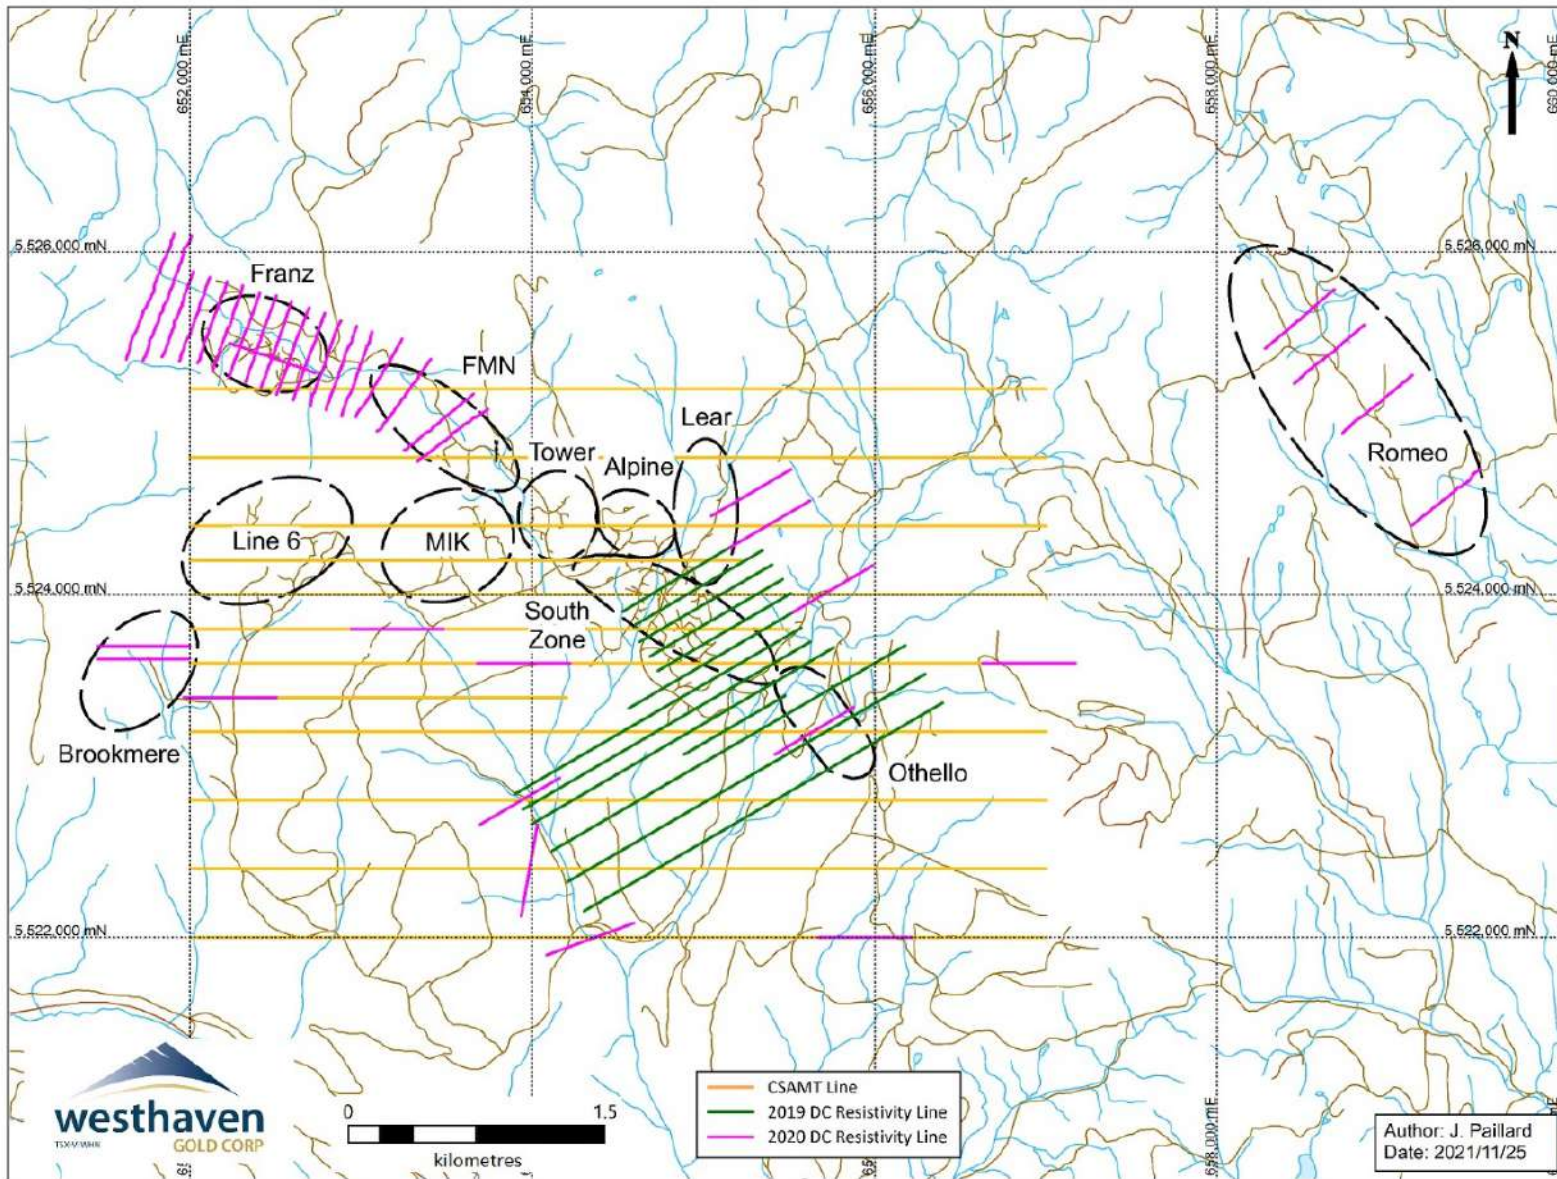 652,000 mE
654,000 mE
656,000 mE
658,000 mE
660,000 mE
N
5,526,000 mN
5,526,000 mN
Franz
FMN
Lear
Tower
Alpine
Romeo
Line 6
MIK
5,524,000 mN
5,524,000 mN
South
Zone
Brookmere
Othello
5,522,000 mN
5,522,000 mN
westhaven
GOLD CORP
0
1.5
kilometres
CSAMT Line
2019 DC Resistivity Line
2020 DC Resistivity Line
658,000 mE
Author: J. Paillard
Date: 2021/11/25